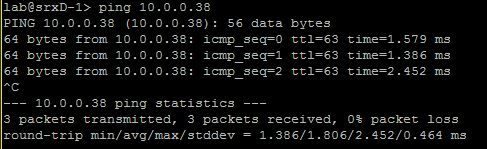 lab@srxD-1> ping 10.0.0.38
PING 10.0.0.38 (10.0.0.38): 56 data bytes
64 bytes from 10.0.0.38: icmp_seq=0 ttl=63 time=1.579 ms
64 bytes from 10.0.0.38: icmp_seq=1 ttl=63 time=1.386 ms
64 bytes from 10.0.0.38: icmp_seq=2 ttl=63 time=2.452 ms
^C
--- 10.0.0.38 ping statistics ---
3 packets transmitted, 3 packets received, 0% packet loss
round-trip min/avg/max/stddev = 1.386/1.806/2.452/0.464 ms